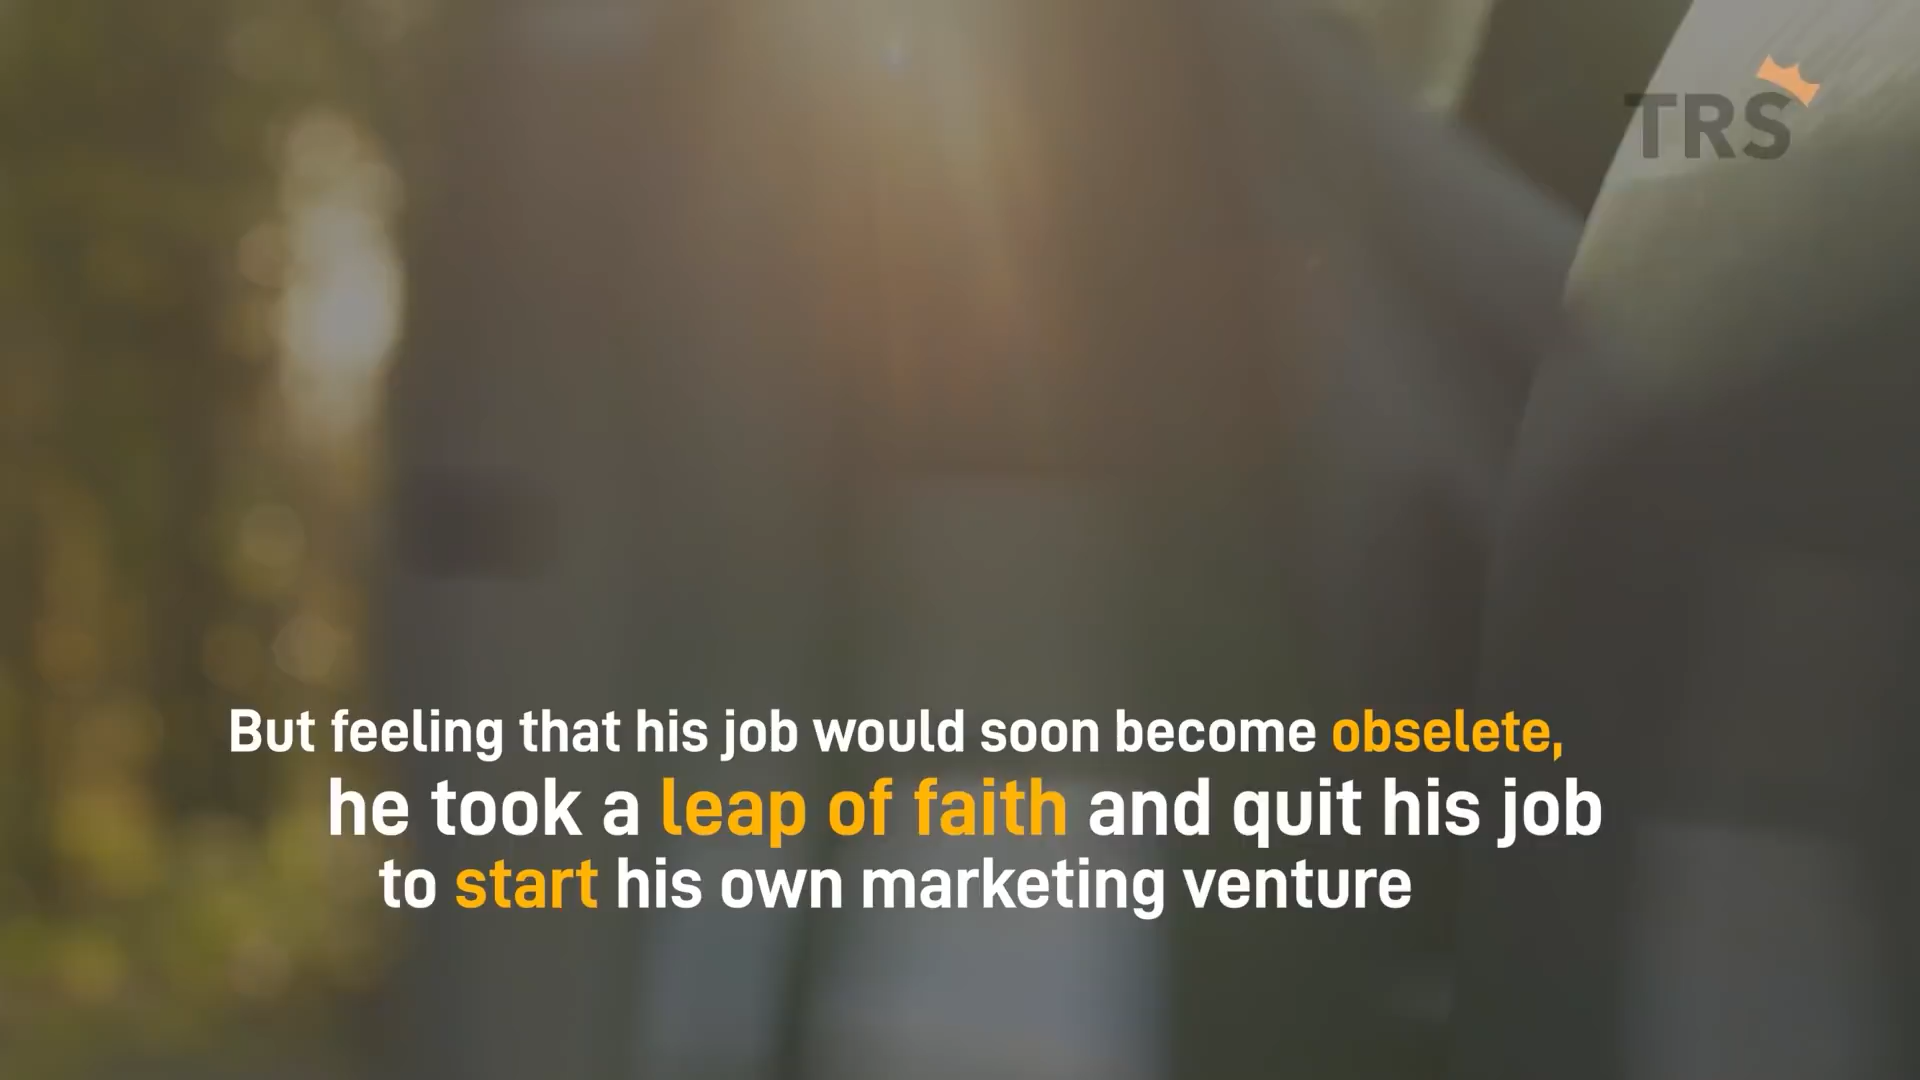 TRS
But feeling that his job would soon become obselete,
he took a leap of faith and quit his job
to start his own marketing venture